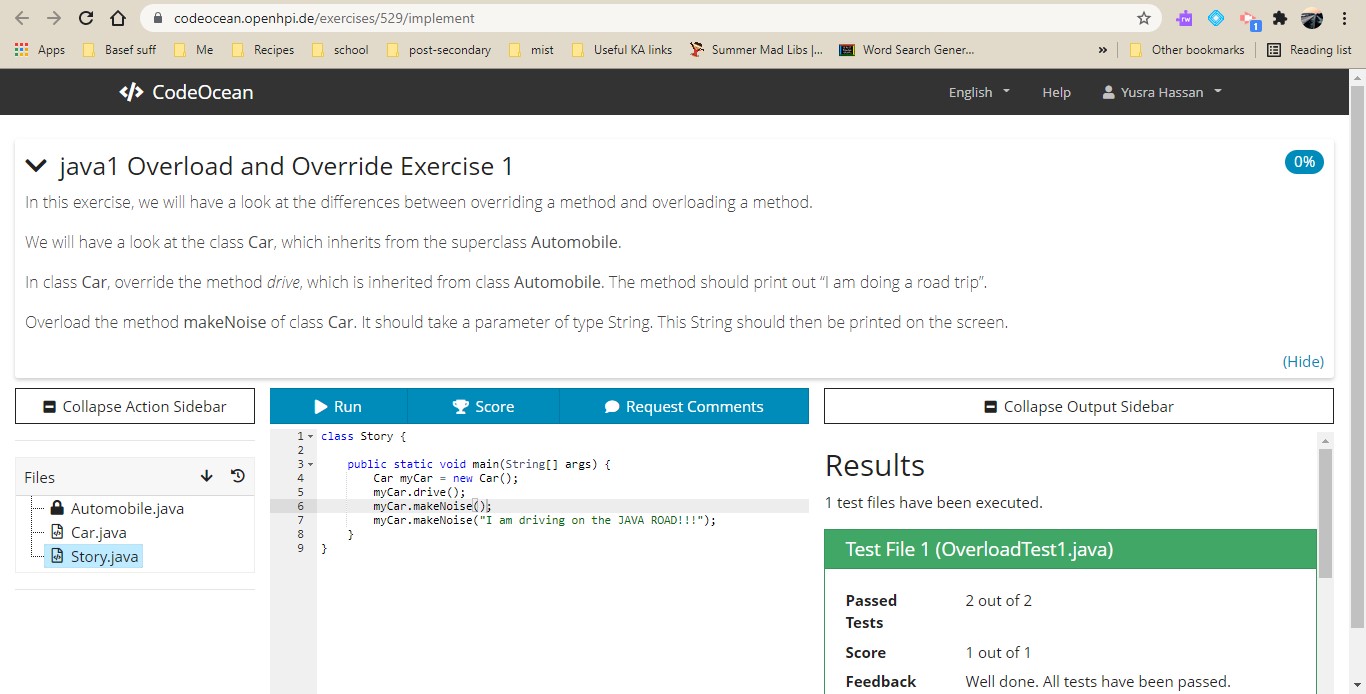 codeocean.openhpi.de/exercises/529/implement
Apps Basef suff Me Recipes school post-secondary mist Useful KA links Summer Mad Libs |... Word Search Gener... » Other bookmarks Reading list
CodeOcean English Help Yusra Hassan
java1 Overload and Override Exercise 1 0%
In this exercise, we will have a look at the differences between overriding a method and overloading a method.
We will have a look at the class Car, which inherits from the superclass Automobile.
In class Car, override the method drive, which is inherited from class Automobile. The method should print out “I am doing a road trip”.
Overload the method makeNoise of class Car. It should take a parameter of type String. This String should then be printed on the screen.
(Hide)
Collapse Action Sidebar Run Score Request Comments Collapse Output Sidebar
Files
Automobile.java
Car.java
Story.java
1 class Story {
2
3 public static void main(String[] args) {
4 Car myCar = new Car();
5 myCar.drive();
6 myCar.makeNoise();
7 myCar.makeNoise("I am driving on the JAVA ROAD!!!");
8 }
9 }
Results
1 test files have been executed.
Test File 1 (OverloadTest1.java)
Passed Tests 2 out of 2
Score 1 out of 1
Feedback Well done. All tests have been passed.